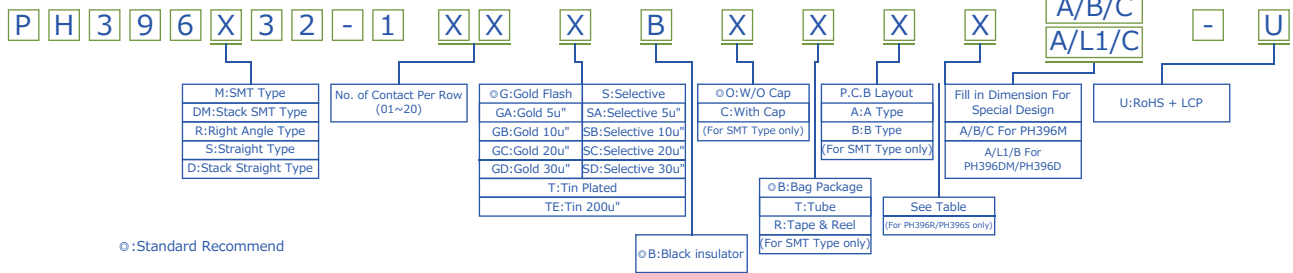 A/B/C
P H 3 9 6 X 3 2 - 1 X X X B X X X X A/L1/C - U
M:SMT Type
DM:Stack SMT Type
R:Right Angle Type
S:Straight Type
D:Stack Straight Type
No. of Contact Per Row
(01~20)
◎G:Gold Flash S:Selective
GA:Gold 5u" SA:Selective 5u"
GB:Gold 10u" SB:Selective 10u"
GC:Gold 20u" SC:Selective 20u"
GD:Gold 30u" SD:Selective 30u"
T:Tin Plated
TE:Tin 200u"
◎B:Black insulator
◎O:W/O Cap
C:With Cap
(For SMT Type only)
◎B:Bag Package
T:Tube
R:Tape & Reel
(For SMT Type only)
P.C.B Layout
A:A Type
B:B Type
(For SMT Type only)
See Table
(For PH396R/PH396S only)
Fill in Dimension For
Special Design
A/B/C For PH396M
A/L1/B For
PH396DM/PH396D
U:RoHS + LCP
◎:Standard Recommend